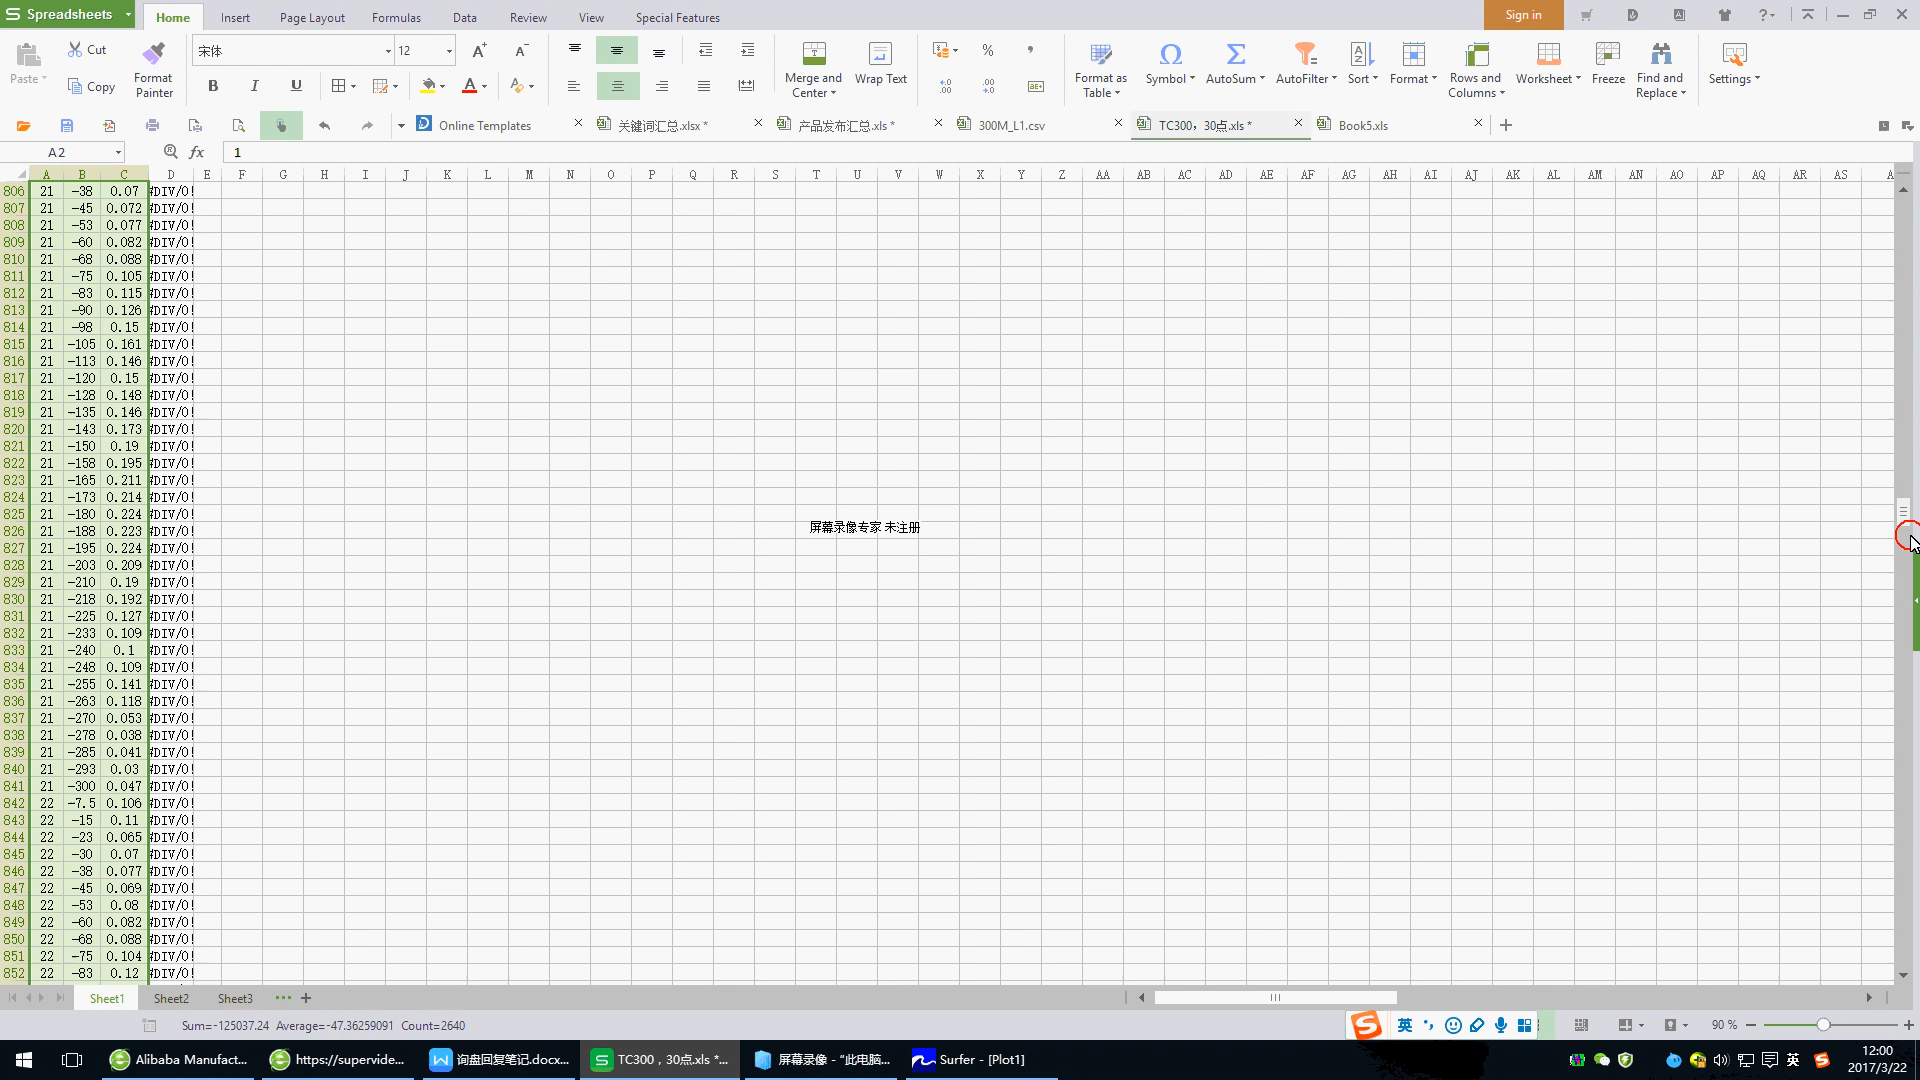 Spreadsheets
Home Insert Page Layout Formulas Data Review View Special Features Sign in
Paste Cut Copy Format Painter 宋体 12 Merge and Center Wrap Text Format as Table Symbol AutoSum AutoFilter Sort Format Rows and Columns Worksheet Freeze Find and Replace Settings
Online Templates 关键词汇总.xlsx * 产品发布汇总.xls * 300M_L1.csv TC300，30点.xls * Book5.xls
A2 fx 1
A B C D E F G H I J K L M N O P Q R S T U V W X Y Z AA AB AC AD AE AF AG AH AI AJ AK AL AM AN AO AP AQ AR AS A
806 21 -38 0.07 #DIV/0!
807 21 -45 0.072 #DIV/0!
808 21 -53 0.077 #DIV/0!
809 21 -60 0.082 #DIV/0!
810 21 -68 0.088 #DIV/0!
811 21 -75 0.105 #DIV/0!
812 21 -83 0.115 #DIV/0!
813 21 -90 0.126 #DIV/0!
814 21 -98 0.15 #DIV/0!
815 21 -105 0.161 #DIV/0!
816 21 -113 0.146 #DIV/0!
817 21 -120 0.15 #DIV/0!
818 21 -128 0.148 #DIV/0!
819 21 -135 0.146 #DIV/0!
820 21 -143 0.173 #DIV/0!
821 21 -150 0.19 #DIV/0!
822 21 -158 0.195 #DIV/0!
823 21 -165 0.211 #DIV/0!
824 21 -173 0.214 #DIV/0!
825 21 -180 0.224 #DIV/0!
826 21 -188 0.223 #DIV/0! 屏幕录像专家 未注册
827 21 -195 0.224 #DIV/0!
828 21 -203 0.209 #DIV/0!
829 21 -210 0.19 #DIV/0!
830 21 -218 0.192 #DIV/0!
831 21 -225 0.127 #DIV/0!
832 21 -233 0.109 #DIV/0!
833 21 -240 0.1 #DIV/0!
834 21 -248 0.109 #DIV/0!
835 21 -255 0.141 #DIV/0!
836 21 -263 0.118 #DIV/0!
837 21 -270 0.053 #DIV/0!
838 21 -278 0.038 #DIV/0!
839 21 -285 0.041 #DIV/0!
840 21 -293 0.03 #DIV/0!
841 21 -300 0.047 #DIV/0!
842 22 -7.5 0.106 #DIV/0!
843 22 -15 0.11 #DIV/0!
844 22 -23 0.065 #DIV/0!
845 22 -30 0.07 #DIV/0!
846 22 -38 0.077 #DIV/0!
847 22 -45 0.069 #DIV/0!
848 22 -53 0.08 #DIV/0!
849 22 -60 0.082 #DIV/0!
850 22 -68 0.088 #DIV/0!
851 22 -75 0.104 #DIV/0!
852 22 -83 0.12 #DIV/0!
Sheet1 Sheet2 Sheet3
Sum=-125037.24 Average=-47.36259091 Count=2640 英 90 %
Alibaba Manufact... https://supervide... 询盘回复笔记.docx... TC300，30点.xls *... 屏幕录像 - “此电脑... Surfer - [Plot1] 英 12:00
2017/3/22